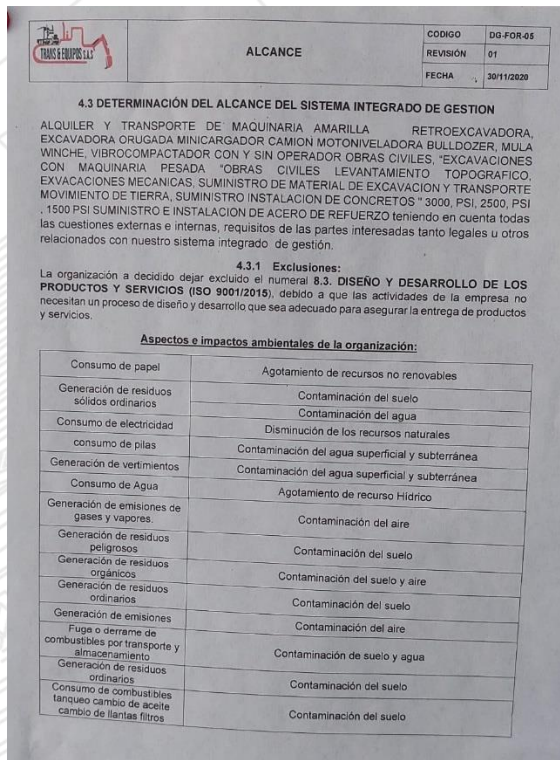 TRANS & EQUIPOS S.A.S
ALCANCE
CODIGO DG-FOR-05
REVISIÓN 01
FECHA 30/11/2020
4.3 DETERMINACIÓN DEL ALCANCE DEL SISTEMA INTEGRADO DE GESTION
ALQUILER Y TRANSPORTE DE MAQUINARIA AMARILLA RETROEXCAVADORA,
EXCAVADORA ORUGADA MINICARGADOR CAMION MOTONIVELADORA BULLDOZER, MULA
WINCHE, VIBROCOMPACTADOR CON Y SIN OPERADOR OBRAS CIVILES, "EXCAVACIONES
CON MAQUINARIA PESADA "OBRAS CIVILES LEVANTAMIENTO TOPOGRAFICO,
EXVACACIONES MECANICAS, SUMINISTRO DE MATERIAL DE EXCAVACION Y TRANSPORTE
MOVIMIENTO DE TIERRA, SUMINISTRO INSTALACION DE CONCRETOS " 3000, PSI, 2500, PSI
, 1500 PSI SUMINISTRO E INSTALACION DE ACERO DE REFUERZO teniendo en cuenta todas
las cuestiones externas e internas, requisitos de las partes interesadas tanto legales u otros
relacionados con nuestro sistema integrado de gestión.
4.3.1 Exclusiones:
La organización a decidido dejar excluido el numeral 8.3. DISEÑO Y DESARROLLO DE LOS
PRODUCTOS Y SERVICIOS (ISO 9001/2015), debido a que las actividades de la empresa no
necesitan un proceso de diseño y desarrollo que sea adecuado para asegurar la entrega de productos
y servicios.
Aspectos e impactos ambientales de la organización:
Consumo de papel Agotamiento de recursos no renovables
Generación de residuos Contaminación del suelo
sólidos ordinarios Contaminación del agua
Consumo de electricidad Disminución de los recursos naturales
consumo de pilas Contaminación del agua superficial y subterránea
Generación de vertimientos Contaminación del agua superficial y subterránea
Consumo de Agua Agotamiento de recurso Hídrico
Generación de emisiones de
gases y vapores. Contaminación del aire
Generación de residuos
peligrosos Contaminación del suelo
Generación de residuos
orgánicos Contaminación del suelo y aire
Generación de residuos
ordinarios Contaminación del suelo
Generación de emisiones Contaminación del aire
Fuga o derrame de
combustibles por transporte y
almacenamiento Contaminación de suelo y agua
Generación de residuos
ordinarios Contaminación del suelo
Consumo de combustibles
tanqueo cambio de aceite
cambio de llantas filtros Contaminación del suelo